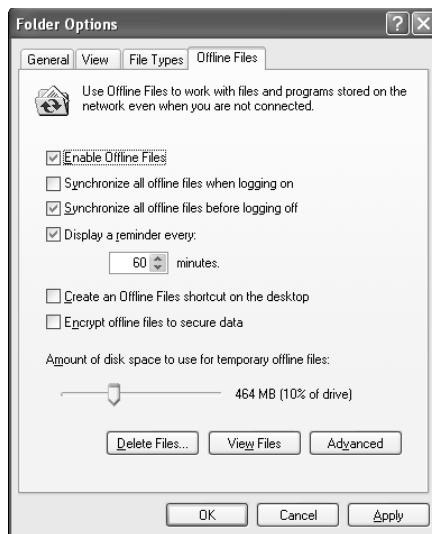 Folder Options
General
View
File Types
Offline Files
Use Offline Files to work with files and programs stored on the
network even when you are not connected.
Enable Offline Files
Synchronize all offline files when logging on
Synchronize all offline files before logging off
Display a reminder every:
60 minutes.
Create an Offline Files shortcut on the desktop
Encrypt offline files to secure data
Amount of disk space to use for temporary offline files:
464 MB (10% of drive)
Delete Files...
View Files
Advanced
OK
Cancel
Apply